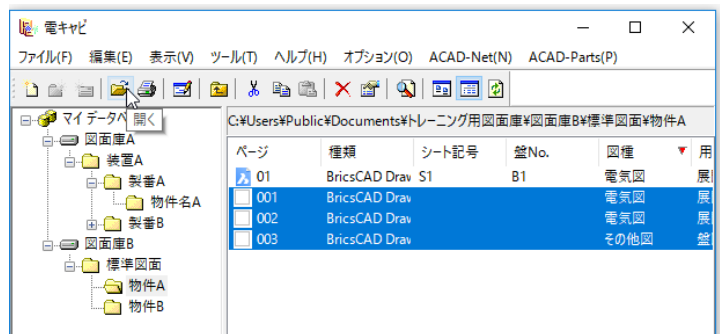 電キャビ
ファイル(F) 編集(E) 表示(V) ツール(T) ヘルプ(H) オプション(O) ACAD-Net(N) ACAD-Parts(P)
開く
マイ データベ
図面庫A
装置A
製番A
物件名A
製番B
図面庫B
標準図面
物件A
物件B
C:¥Users¥Public¥Documents¥トレーニング用図面庫¥図面庫B¥標準図面¥物件A
ページ 種類 シート記号 盤No. 図種 用
01 BricsCAD Draw S1 B1 電気図 展
001 BricsCAD Draw 電気図 展
002 BricsCAD Draw 電気図 展
003 BricsCAD Draw その他図 盤